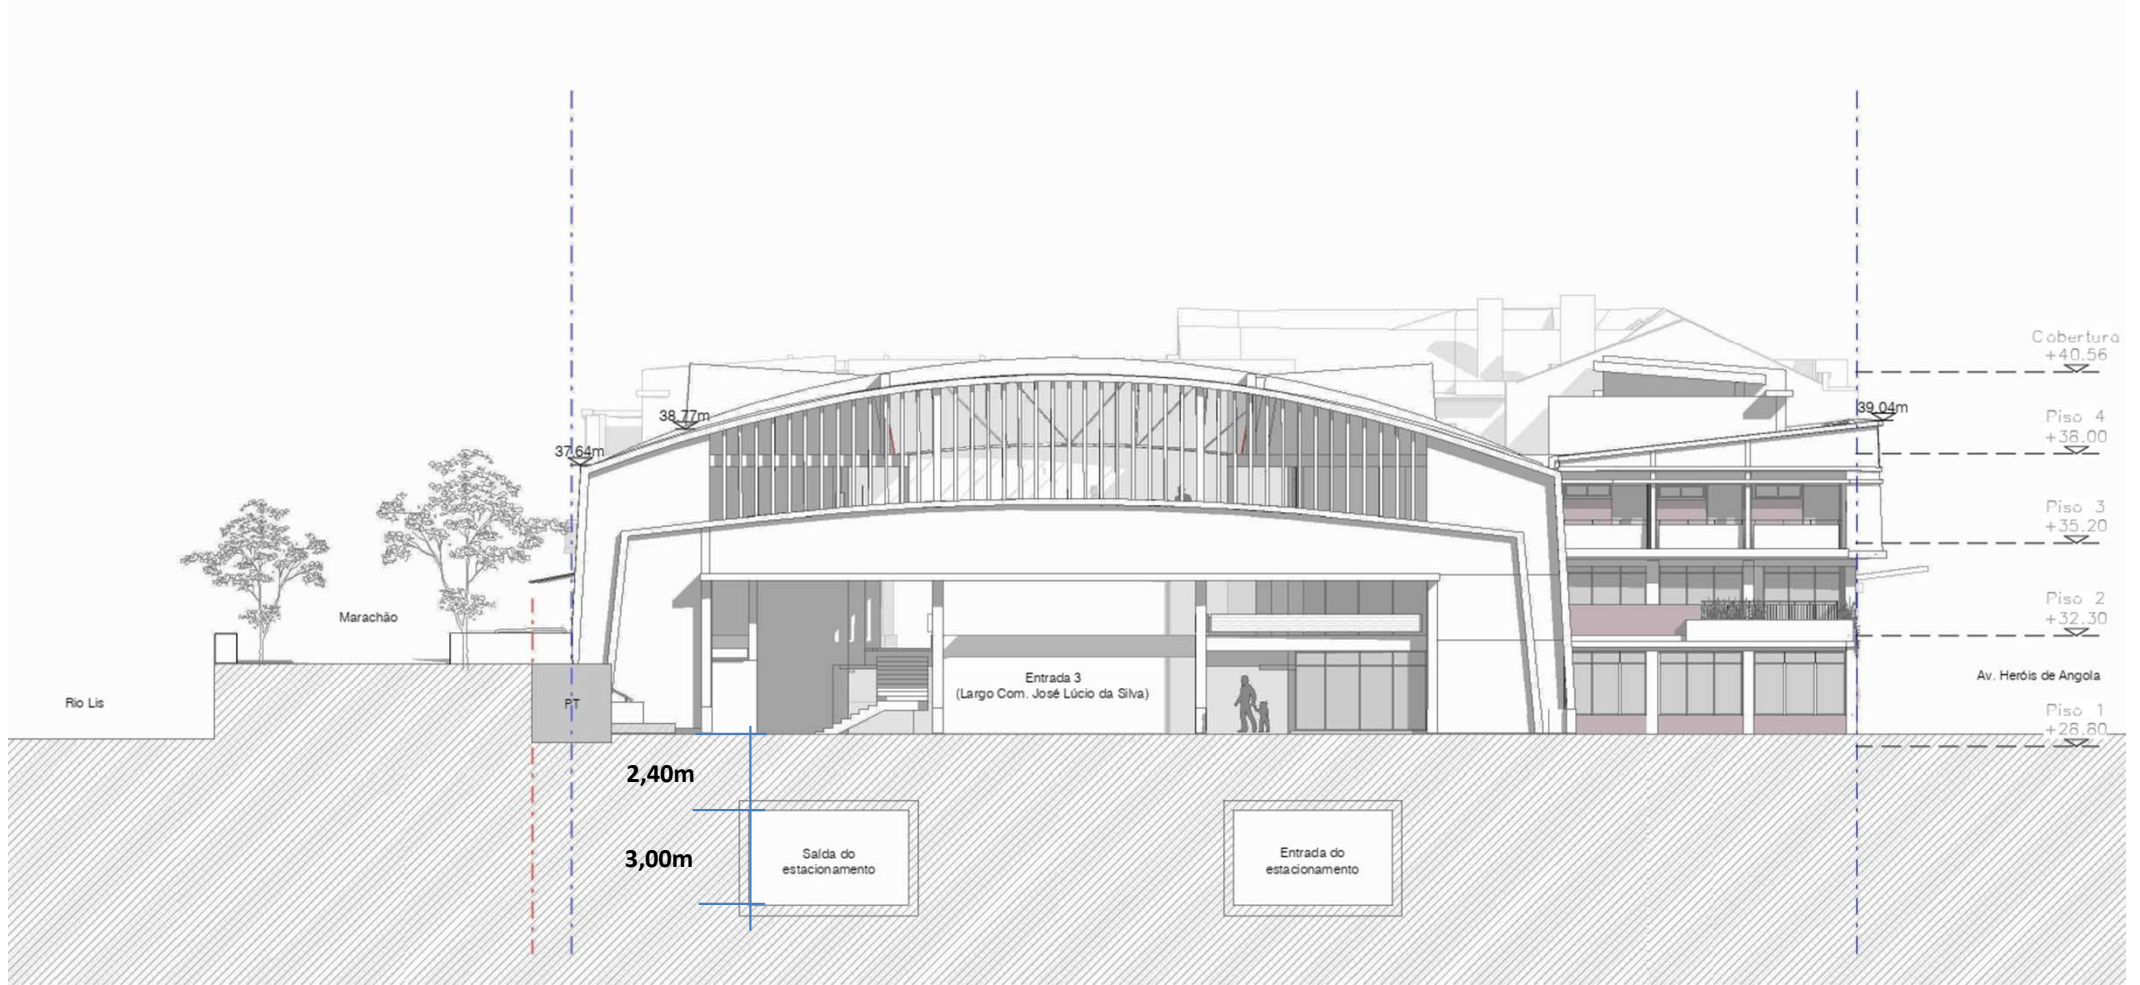 Cobertura
+40.56
39.04m
Piso 4
+38.00
38.77m
37.64m
Piso 3
+35.20
Piso 2
+32.30
Marachão
Entrada 3
(Largo Com. José Lúcio da Silva)
Av. Heróis de Angola
Rio Lis
PT
Piso 1
+28.80
2,40m
3,00m
Saída do
estacionamento
Entrada do
estacionamento